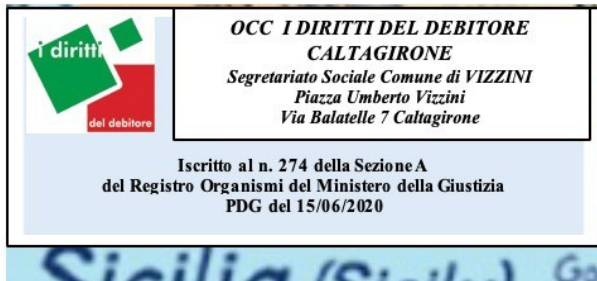 i diritti
del debitore
OCC I DIRITTI DEL DEBITORE
CALTAGIRONE
Segretariato Sociale Comune di VIZZINI
Piazza Umberto Vizzini
Via Balatelle 7 Caltagirone
Iscritto al n. 274 della Sezione A
del Registro Organismi del Ministero della Giustizia
PDG del 15/06/2020
Sicilia (Sicily)